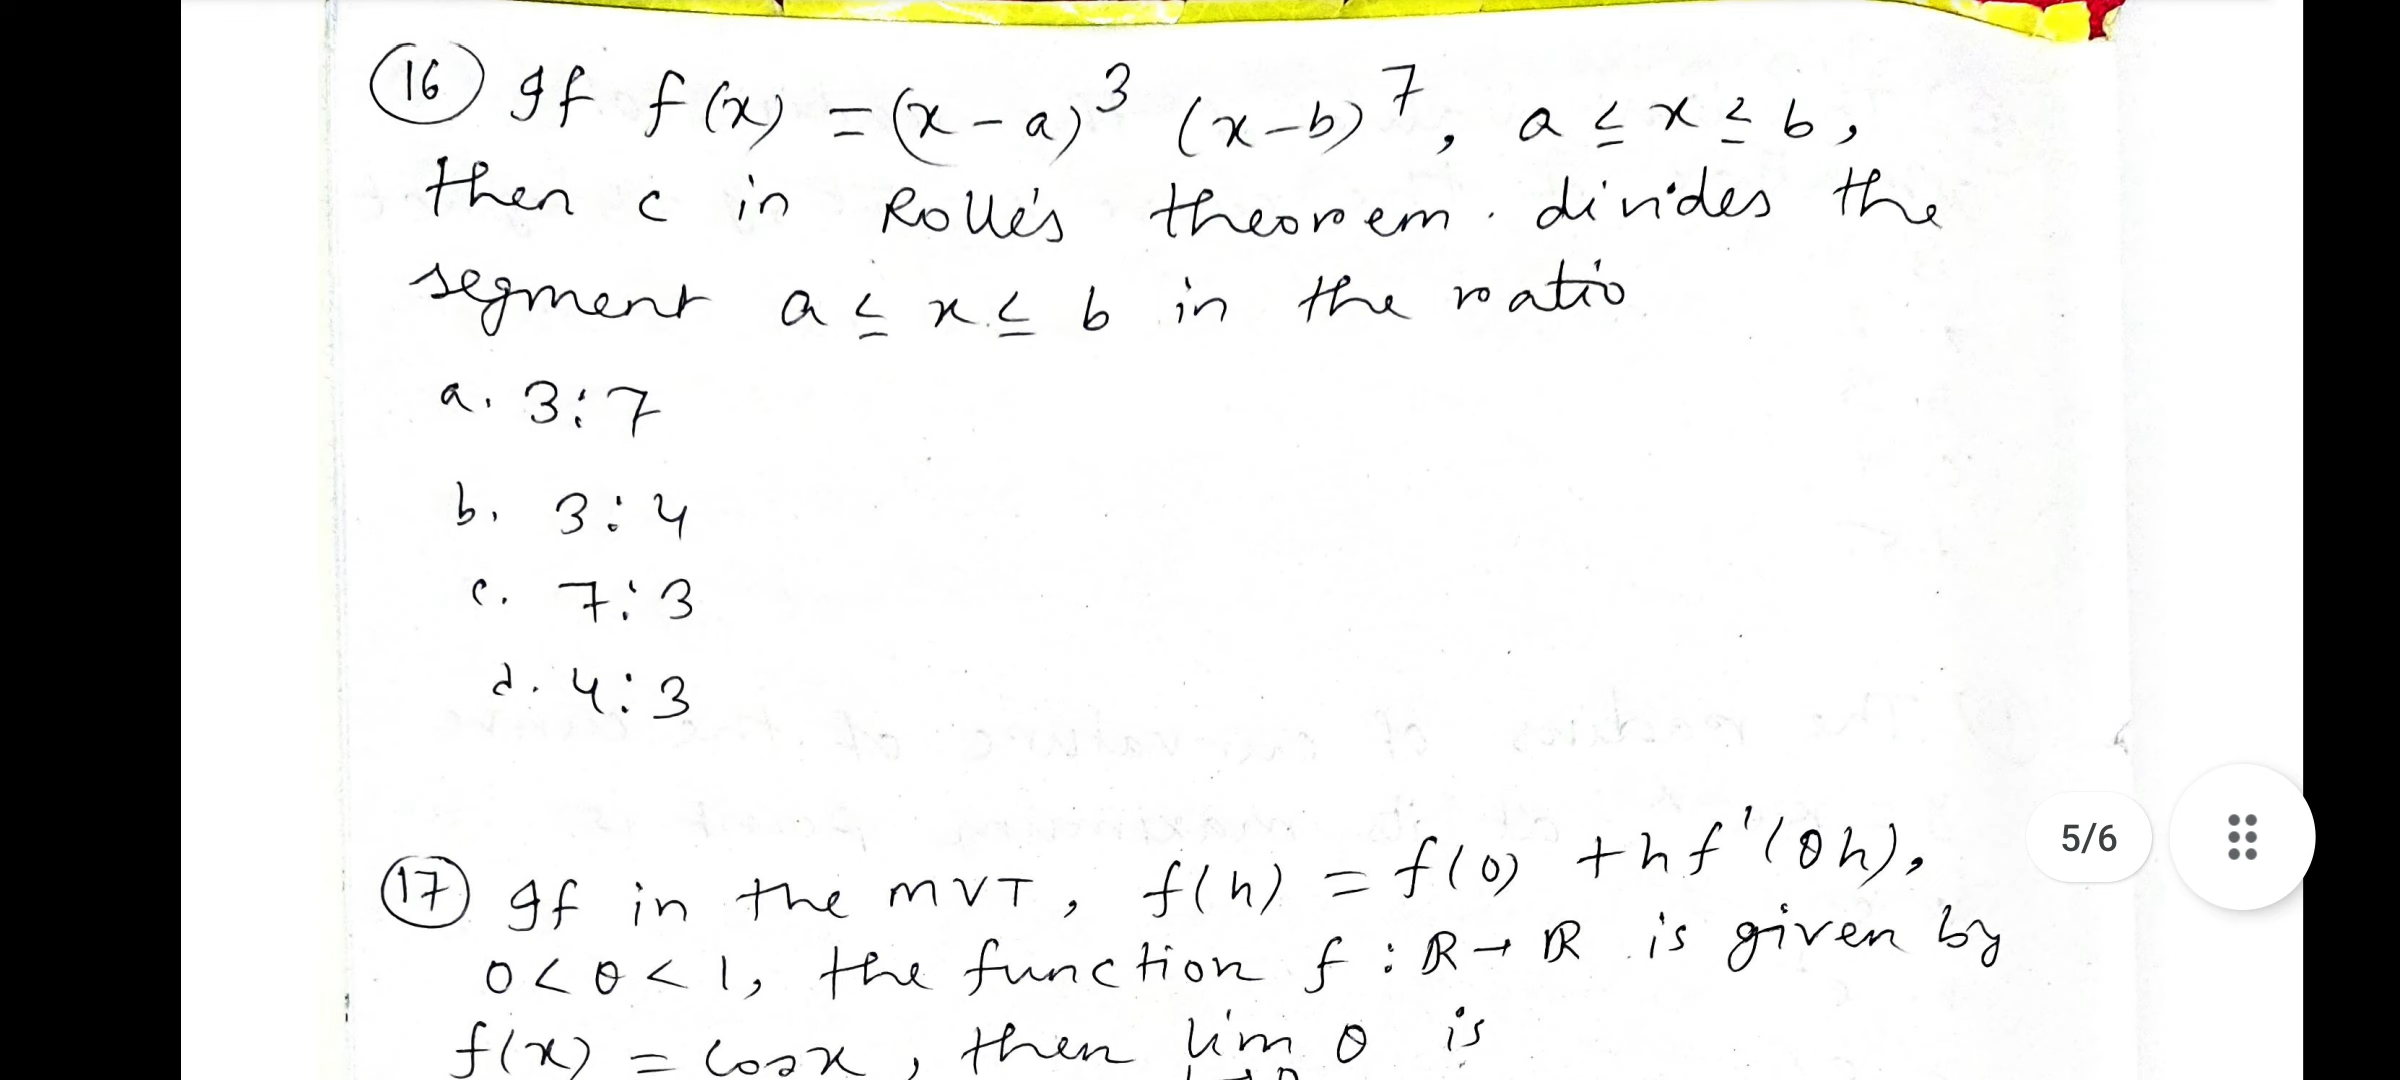 16 If f(x) = (x-a)³ (x-b)⁷, a ≤ x ≤ b,
then c in Rolle's theorem. divides the
segment a ≤ x ≤ b in the ratio
a. 3:7
b. 3:4
c. 7:3
d. 4:3
5/6
17 If in the MVT, f(h) = f(0) + hf'(θh),
0<θ<1, the function f : ℝ→ℝ is given by
f(x) = cosx, then lim θ is